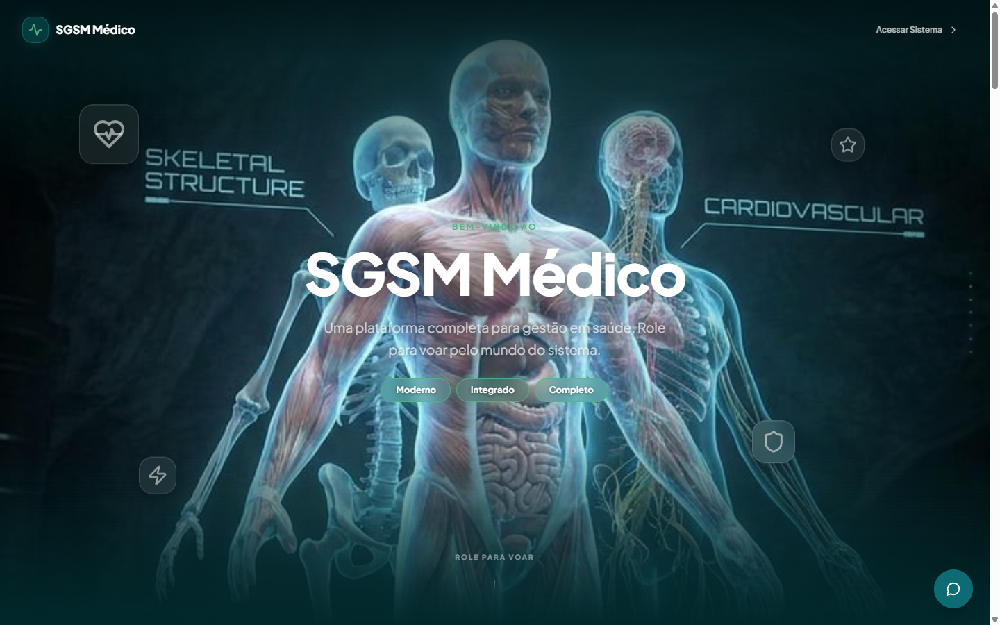 SGSM Médico
Acessar Sistema
SKELETAL
STRUCTURE
CARDIOVASCULAR
BEM-VINDO AO
SGSM Médico
Uma plataforma completa para gestão em saúde. Role
para voar pelo mundo do sistema.
Moderno
Integrado
Completo
ROLE PARA VOAR